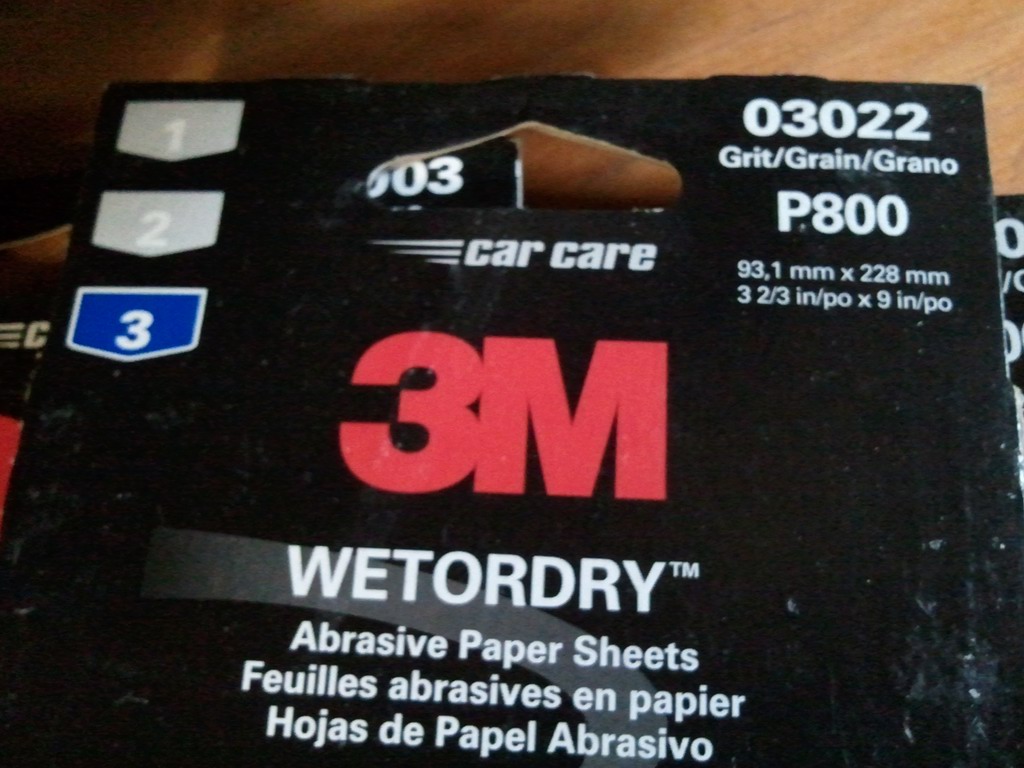 1
2
3
03022
Grit/Grain/Grano
P800
93,1 mm x 228 mm
3 2/3 in/po x 9 in/po
03
car care
3M
WETORDRY™
Abrasive Paper Sheets
Feuilles abrasives en papier
Hojas de Papel Abrasivo